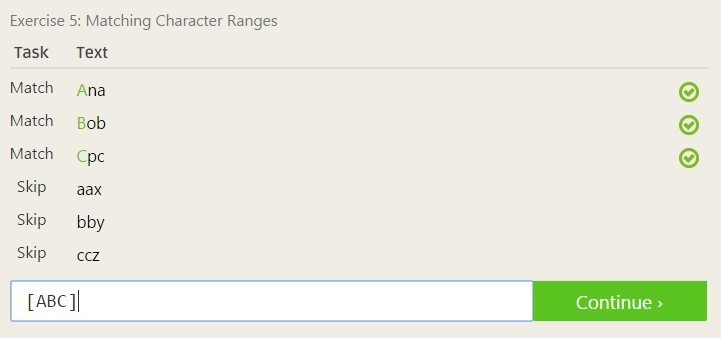 Exercise 5: Matching Character Ranges
Task Text
Match Ana
Match Bob
Match Cpc
Skip aax
Skip bby
Skip ccz
[ABC] Continue ›